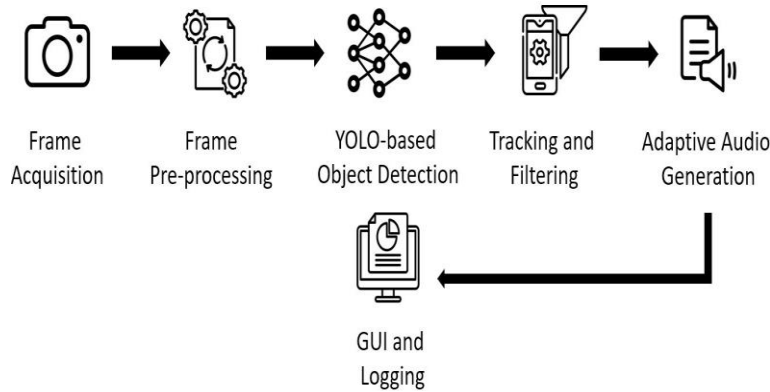 Frame
Acquisition
Frame
Pre-processing
YOLO-based
Object Detection
Tracking and
Filtering
Adaptive Audio
Generation
GUI and
Logging